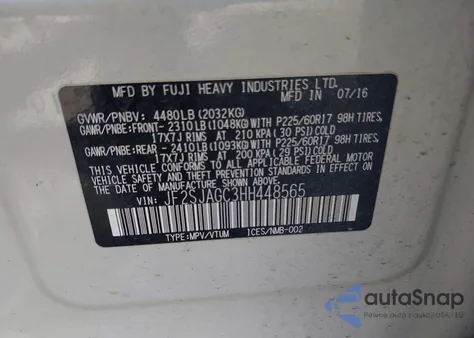 MFD BY FUJI HEAVY INDUSTRIES LTD.
MFD IN 07/16
GVWR/PNBV: 4480LB(2032KG)
GAWR/PNBE:FRONT- 2310LB(1048KG)WITH P225/60R17 98H TIRES,
17X7J RIMS AT 210 KPA(30 PSI)COLD
GAWR/PNBE:REAR - 2410LB(1093KG)WITH P225/60R17 98H TIRES,
17X7J RIMS AT 200 KPA(29 PSI)COLD
THIS VEHICLE CONFORMS TO ALL APPLICABLE
FEDERAL MOTOR VEHICLE SAFETY, BUMPER, AND
THEFT PREVENTION STANDARDS IN EFFECT ON THE
DATE OF MANUFACTURE SHOWN ABOVE.
VIN: JF2SJAGC3HH448565
TYPE:MPV/VTUM ICES/NMB-002
autoSnap